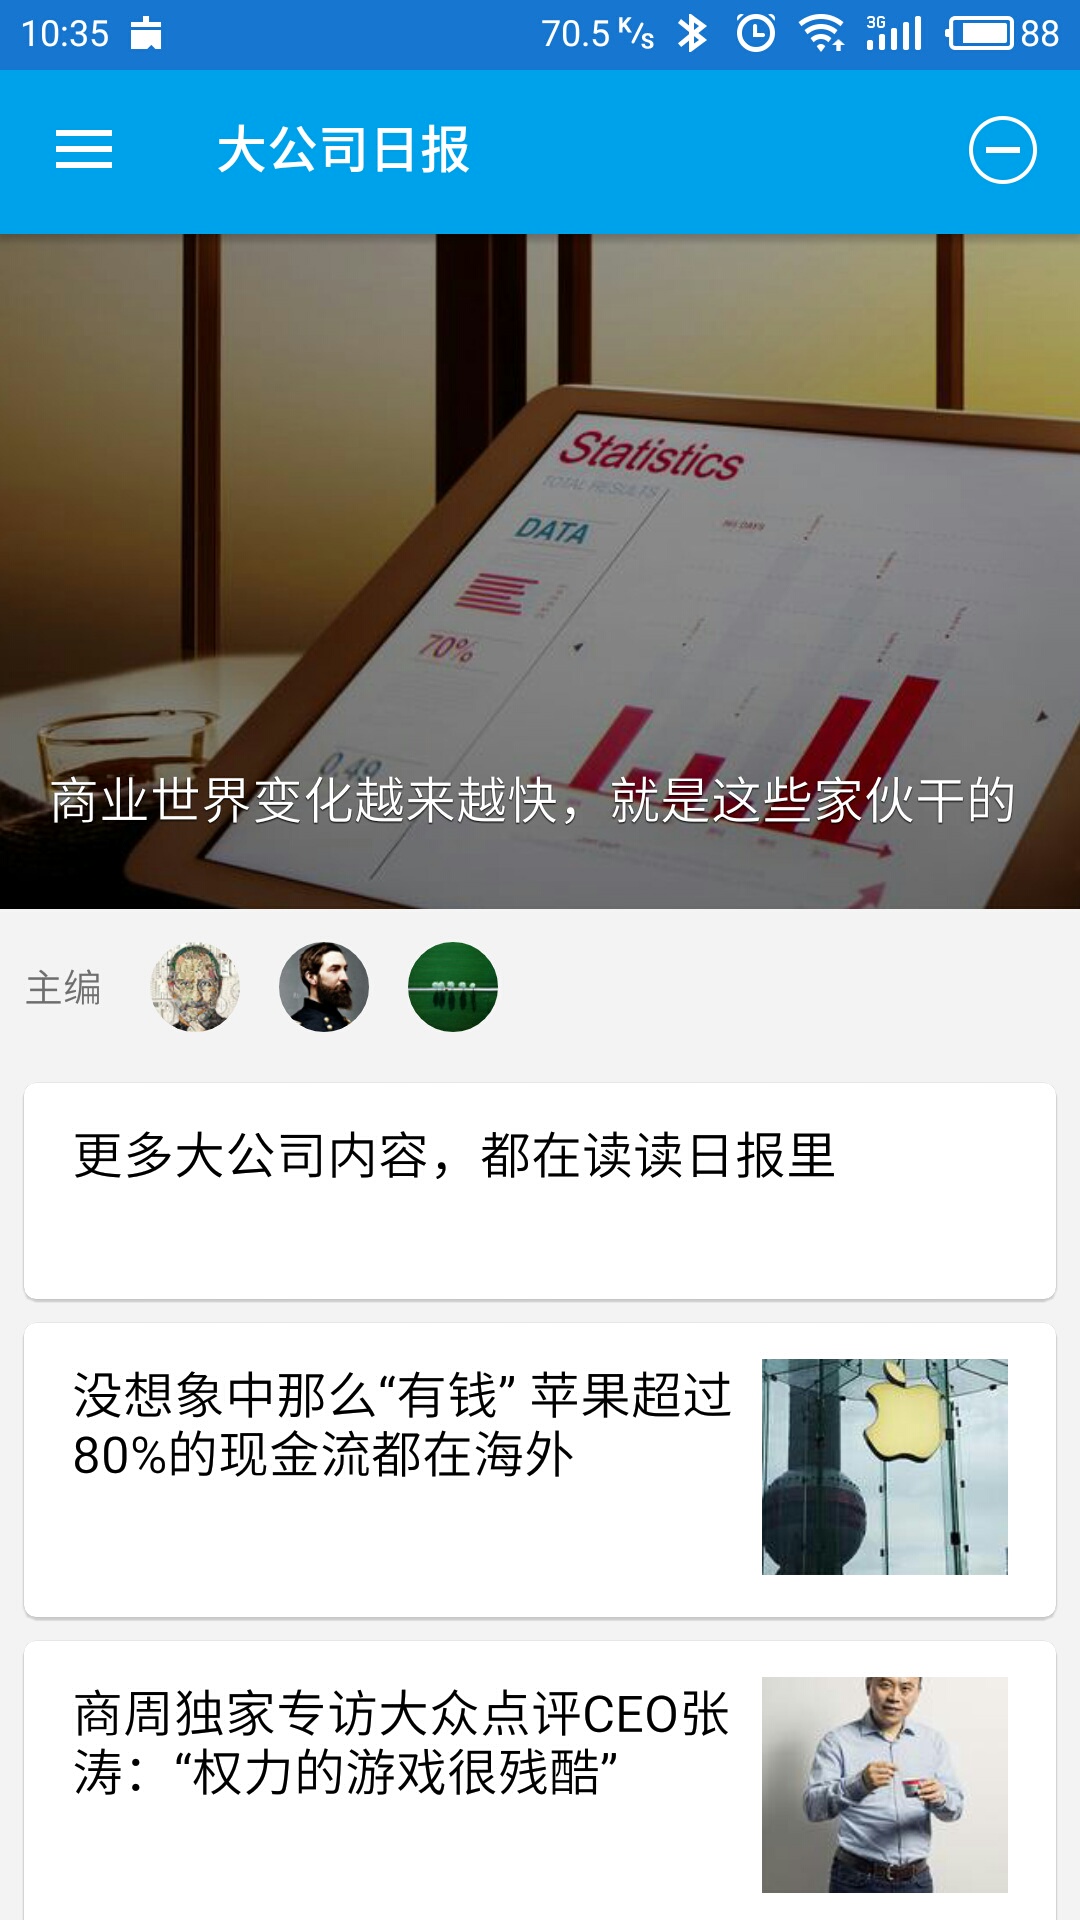 10:35 70.5 K/s 3G 88
大公司日报
Statistics
TOTAL RESULTS
DATA
70%
0.49
商业世界变化越来越快，就是这些家伙干的
主编
更多大公司内容，都在读读日报里
没想象中那么“有钱” 苹果超过
80%的现金流都在海外
商周独家专访大众点评CEO张
涛：“权力的游戏很残酷”